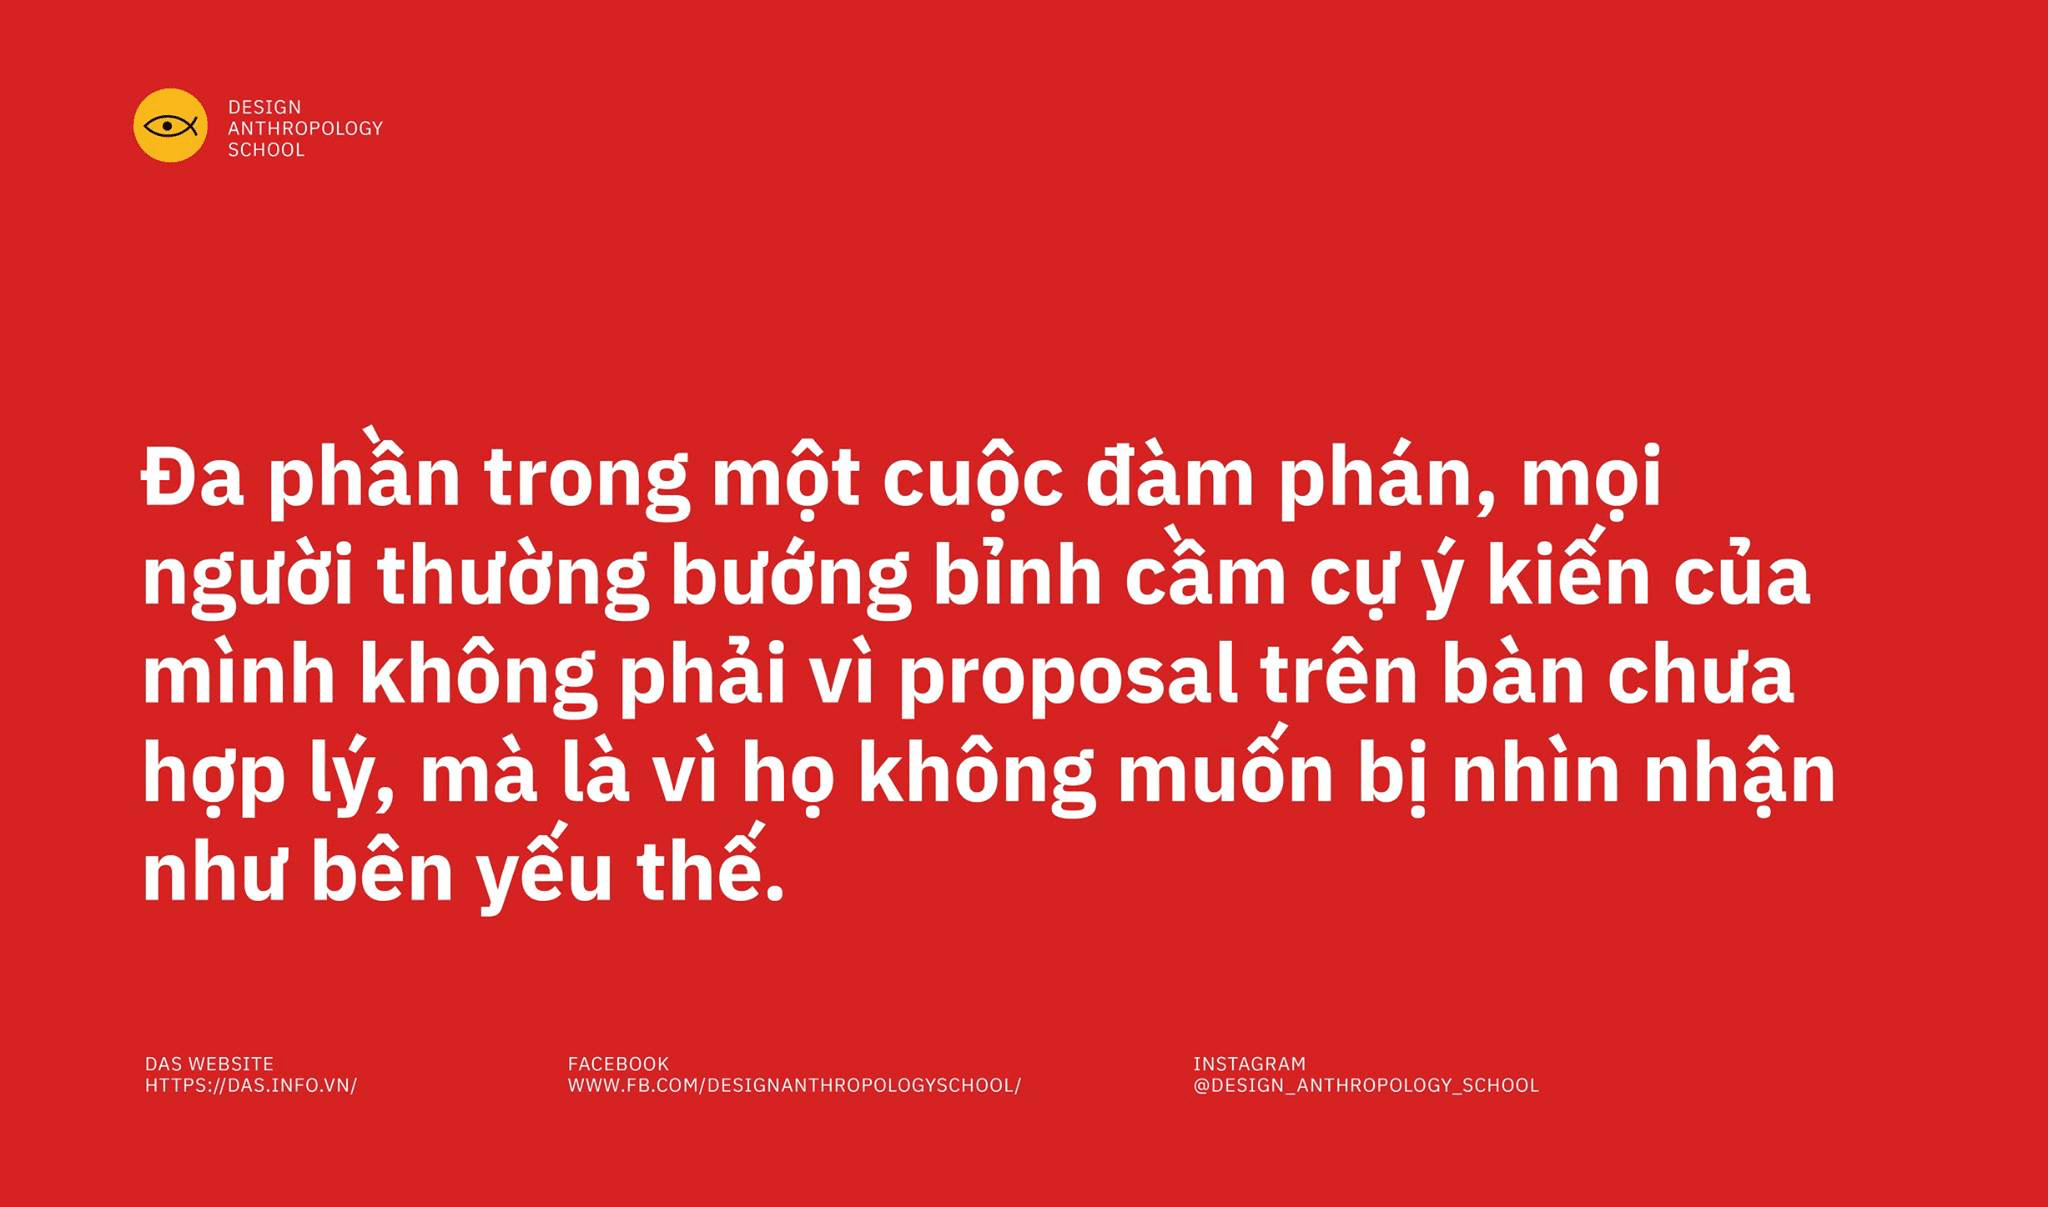 DESIGN
ANTHROPOLOGY
SCHOOL
Đa phần trong một cuộc đàm phán, mọi
người thường bướng bỉnh cầm cự ý kiến của
mình không phải vì proposal trên bàn chưa
hợp lý, mà là vì họ không muốn bị nhìn nhận
như bên yếu thế.
DAS WEBSITE
HTTPS://DAS.INFO.VN/
FACEBOOK
WWW.FB.COM/DESIGNANTHROPOLOGYSCHOOL/
INSTAGRAM
@DESIGN_ANTHROPOLOGY_SCHOOL